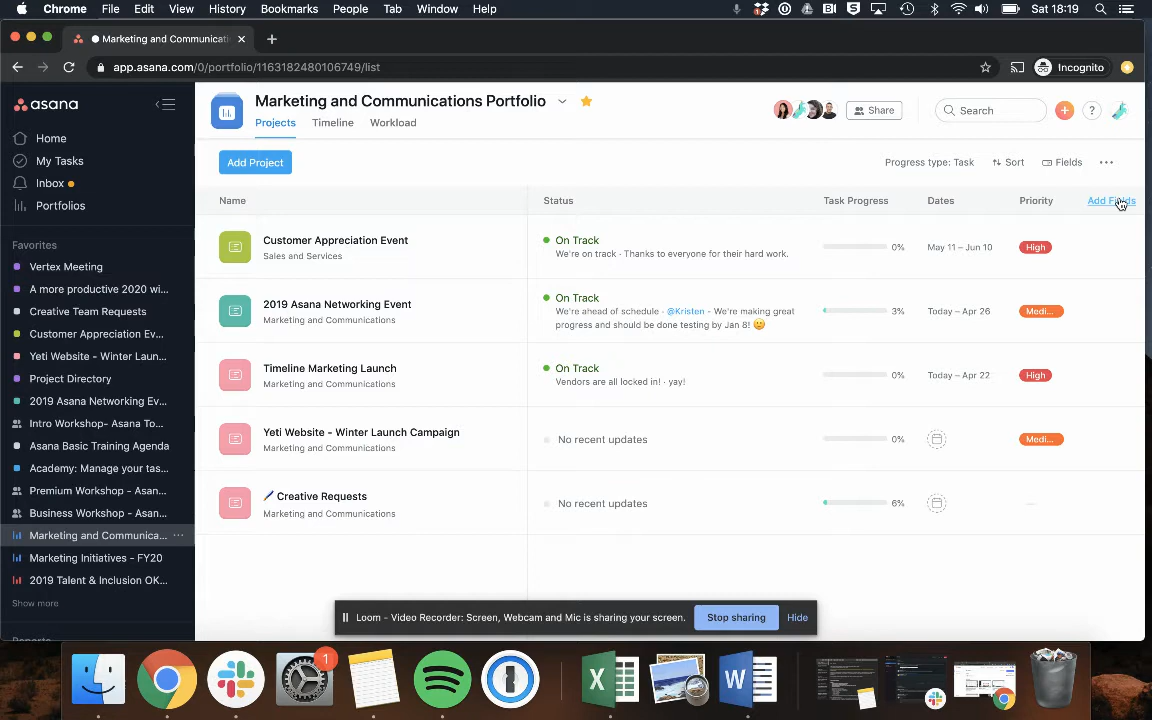 Chrome File Edit View History Bookmarks People Tab Window Help Sat 18:19
Marketing and Communicati
app.asana.com/0/portfolio/1163182480106749/list Incognito
asana
Home
My Tasks
Inbox
Portfolios
Favorites
Vertex Meeting
A more productive 2020 wi...
Creative Team Requests
Customer Appreciation Ev...
Yeti Website - Winter Laun...
Project Directory
2019 Asana Networking Ev...
Intro Workshop- Asana To...
Asana Basic Training Agenda
Academy: Manage your tas...
Premium Workshop - Asan...
Business Workshop - Asan...
Marketing and Communica... ...
Marketing Initiatives - FY20
2019 Talent & Inclusion OK...
Show more
Reports
Marketing and Communications Portfolio
Share Search + ?
Projects Timeline Workload
Add Project Progress type: Task Sort Fields ...
Name Status Task Progress Dates Priority Add Fields
Customer Appreciation Event
Sales and Services
On Track
We're on track - Thanks to everyone for their hard work.
0% May 11 – Jun 10 High
2019 Asana Networking Event
Marketing and Communications
On Track
We're ahead of schedule - @Kristen - We're making great
progress and should be done testing by Jan 8! 🙂
3% Today – Apr 26 Medi...
Timeline Marketing Launch
Marketing and Communications
On Track
Vendors are all locked in! - yay!
0% Today – Apr 22 High
Yeti Website - Winter Launch Campaign
Marketing and Communications
No recent updates
0% Medi...
🖊️ Creative Requests
Marketing and Communications
No recent updates
6% —
Loom - Video Recorder: Screen, Webcam and Mic is sharing your screen. Stop sharing Hide
1